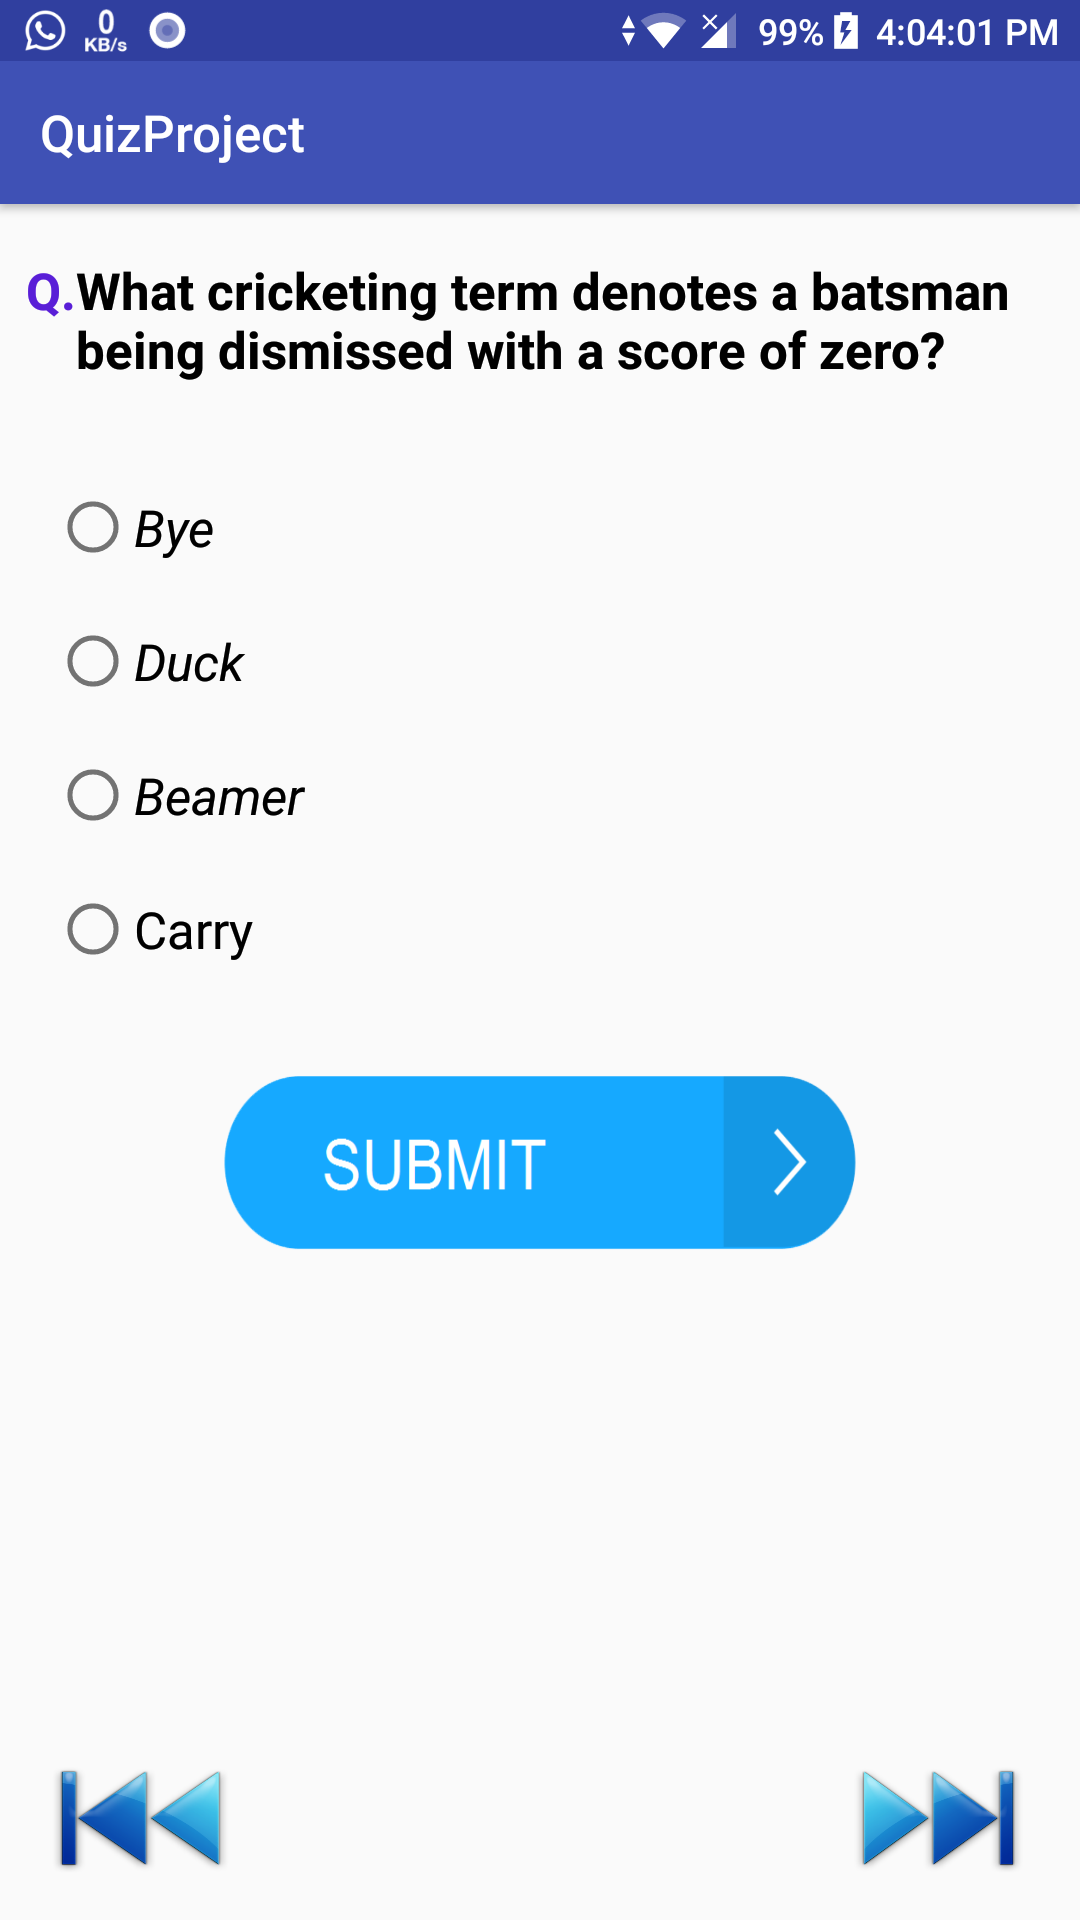 0
KB/s
99% 4:04:01 PM
QuizProject
Q.What cricketing term denotes a batsman
being dismissed with a score of zero?
Bye
Duck
Beamer
Carry
SUBMIT